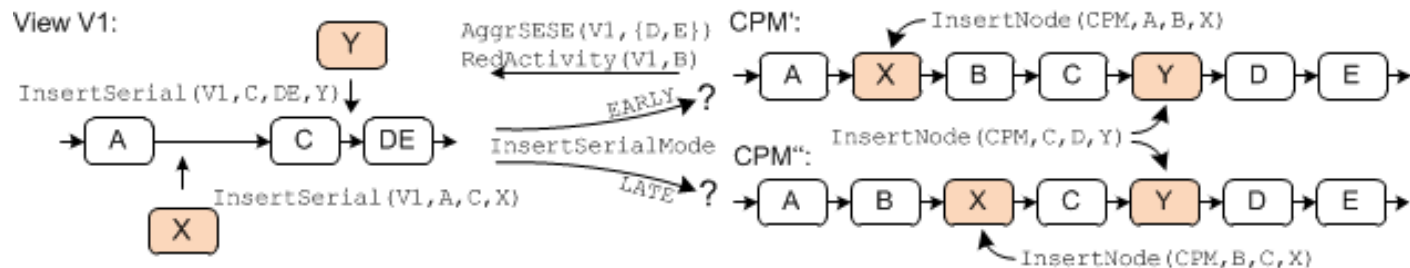 View V1:
Y
InsertSerial(V1,C,DE,Y)
A
C
DE
InsertSerial(V1,A,C,X)
X
AggrSESE(V1,{D,E})
RedActivity(V1,B)
EARLY
?
InsertSerialMode
LATE
?
CPM':
InsertNode(CPM,A,B,X)
A
X
B
C
Y
D
E
InsertNode(CPM,C,D,Y)
CPM“:
A
B
X
C
Y
D
E
InsertNode(CPM,B,C,X)